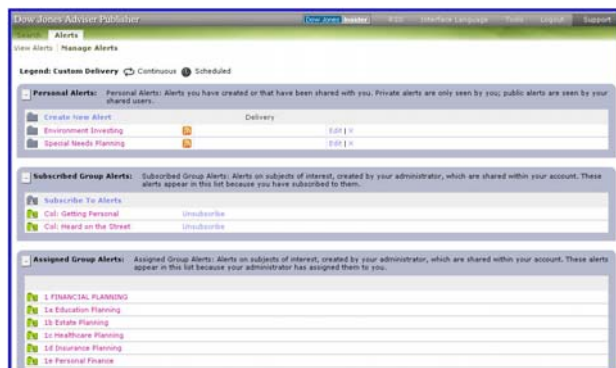 Dow Jones Adviser Publisher
Dow Jones Insider RSS Interface Language Tools Logout Support
Search Alerts
View Alerts | Manage Alerts
Legend: Custom Delivery Continuous Scheduled
Personal Alerts: Personal Alerts: Alerts you have created or that have been shared with you. Private alerts are only seen by you; public alerts are seen by your
shared users.
Create New Alert Delivery
Environment Investing Edit | X
Special Needs Planning Edit | X
Subscribed Group Alerts: Subscribed Group Alerts: Alerts on subjects of interest, created by your administrator, which are shared within your account. These
alerts appear in this list because you have subscribed to them.
Subscribe To Alerts
Col: Getting Personal Unsubscribe
Col: Heard on the Street Unsubscribe
Assigned Group Alerts: Assigned Group Alerts: Alerts on subjects of interest, created by your administrator, which are shared within your account. These alerts
appear in this list because your administrator has assigned them to you.
1 FINANCIAL PLANNING
1a Education Planning
1b Estate Planning
1c Healthcare Planning
1d Insurance Planning
1e Personal Finance